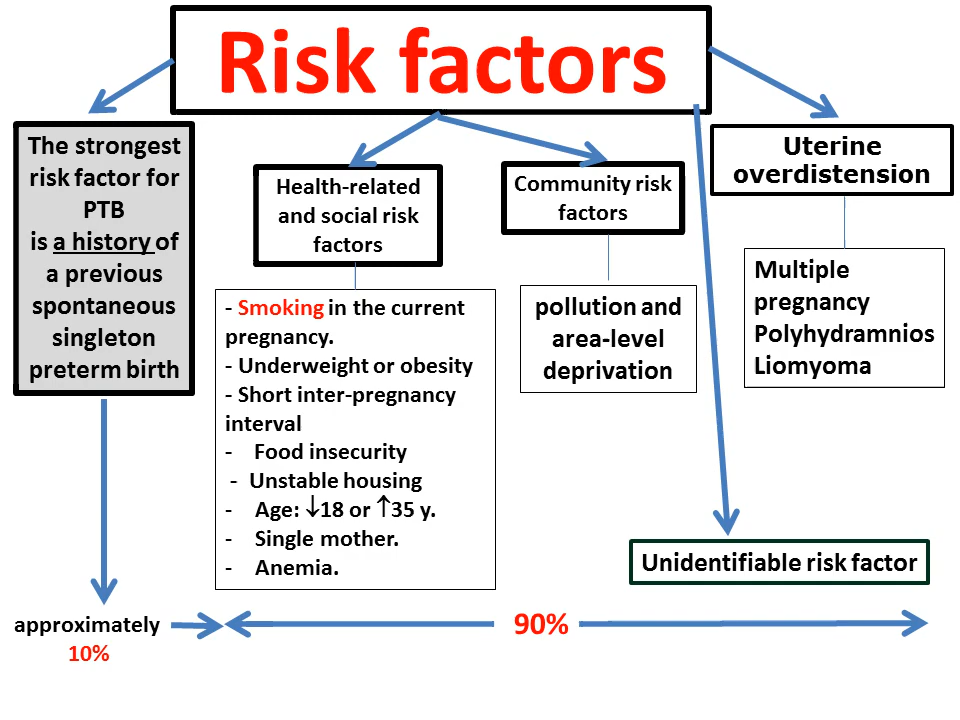 Risk factors
The strongest
risk factor for
PTB
is a history of
a previous
spontaneous
singleton
preterm birth
approximately
10%
Health-related
and social risk
factors
- Smoking in the current
pregnancy.
- Underweight or obesity
- Short inter-pregnancy
interval
- Food insecurity
- Unstable housing
- Age: ↓18 or ↑35 y.
- Single mother.
- Anemia.
Community risk
factors
pollution and
area-level
deprivation
Uterine
overdistension
Multiple
pregnancy
Polyhydramnios
Liomyoma
Unidentifiable risk factor
90%